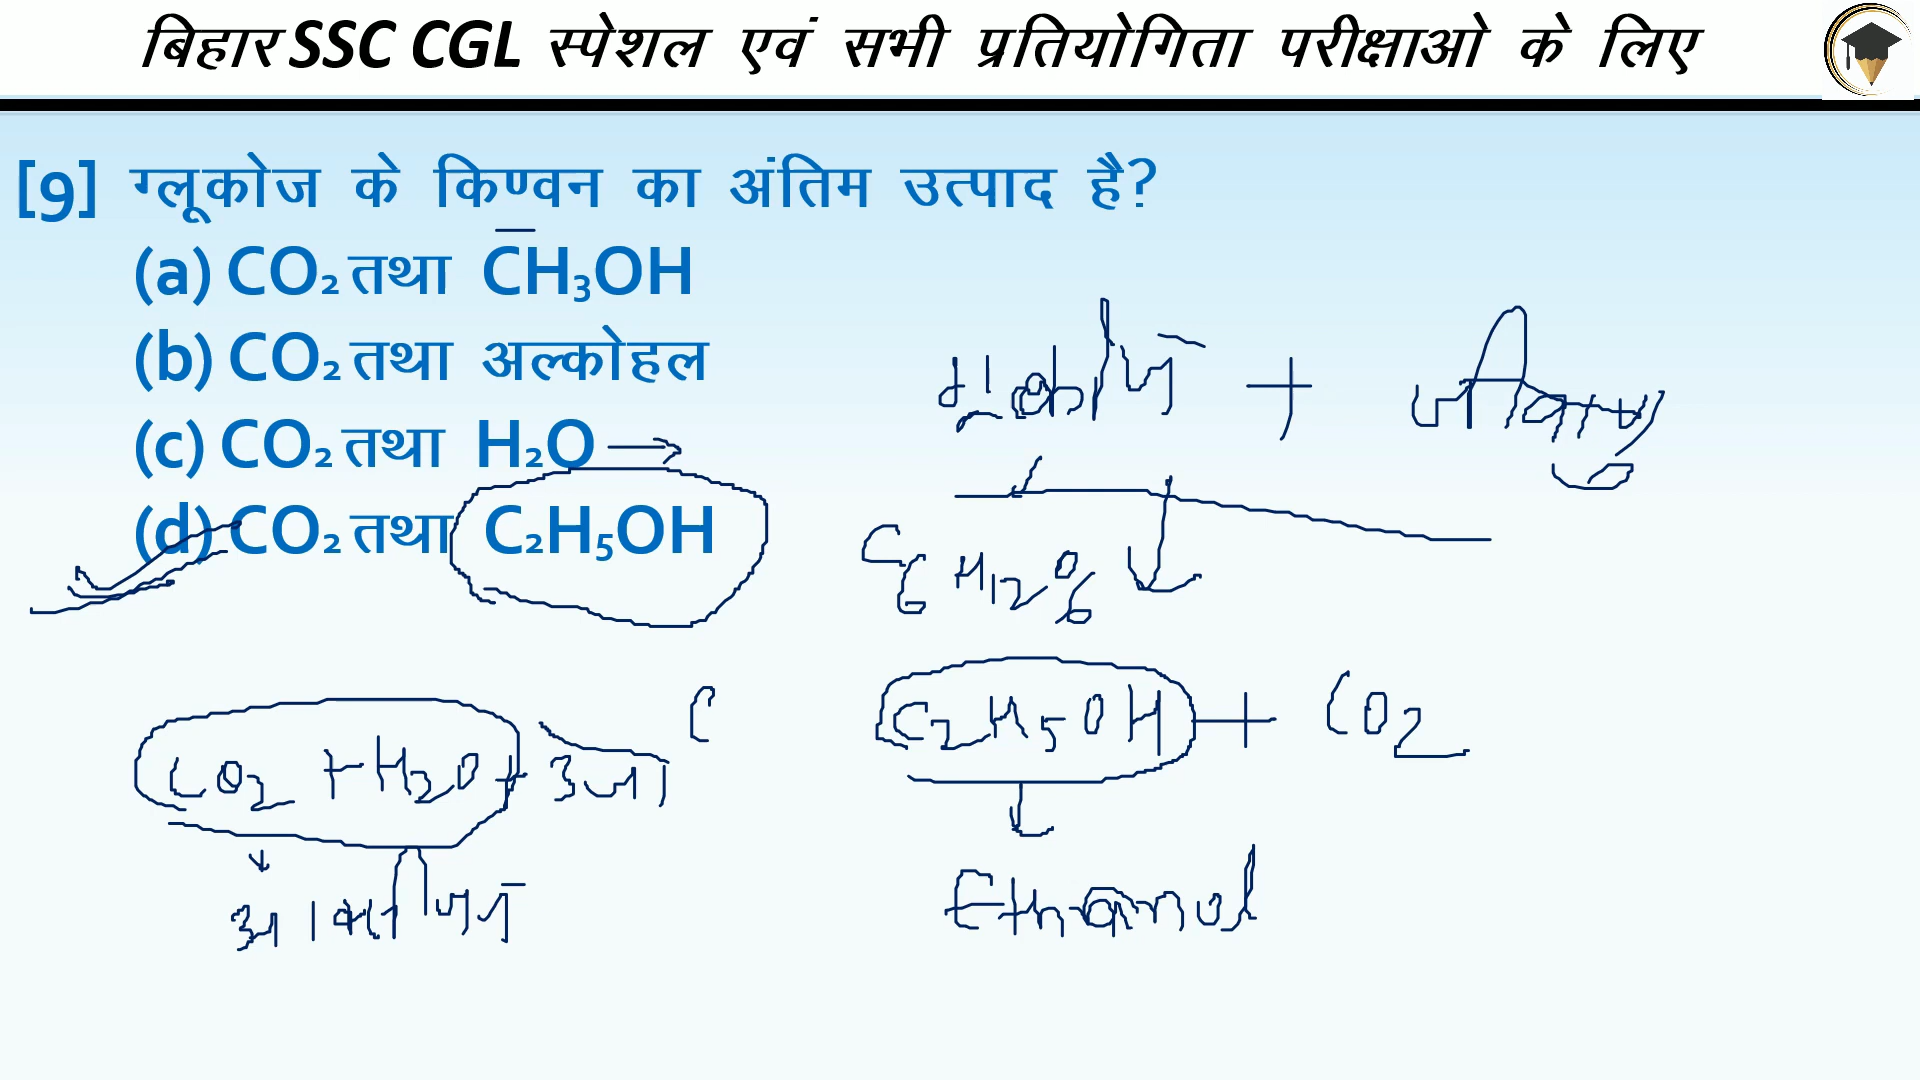 बिहार SSC CGL स्पेशल एवं सभी प्रतियोगिता परीक्षाओ के लिए
[9] ग्लूकोज के किण्वन का अंतिम उत्पाद है?
(a) CO₂ तथा CH₃OH
(b) CO₂ तथा अल्कोहल
(c) CO₂ तथा H₂O →
(d) CO₂ तथा C₂H₅OH
+
C₆H₁₂O₆
C₂H₅OH + CO₂
C
CO₂ + H₂O +
Ethanol